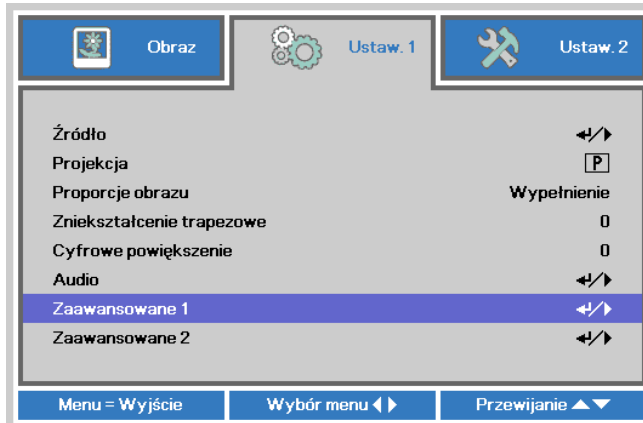 Obraz
Ustaw. 1
Ustaw. 2
Źródło
Projekcja P
Proporcje obrazu Wypełnienie
Zniekształcenie trapezowe 0
Cyfrowe powiększenie 0
Audio
Zaawansowane 1
Zaawansowane 2
Menu = Wyjście
Wybór menu
Przewijanie